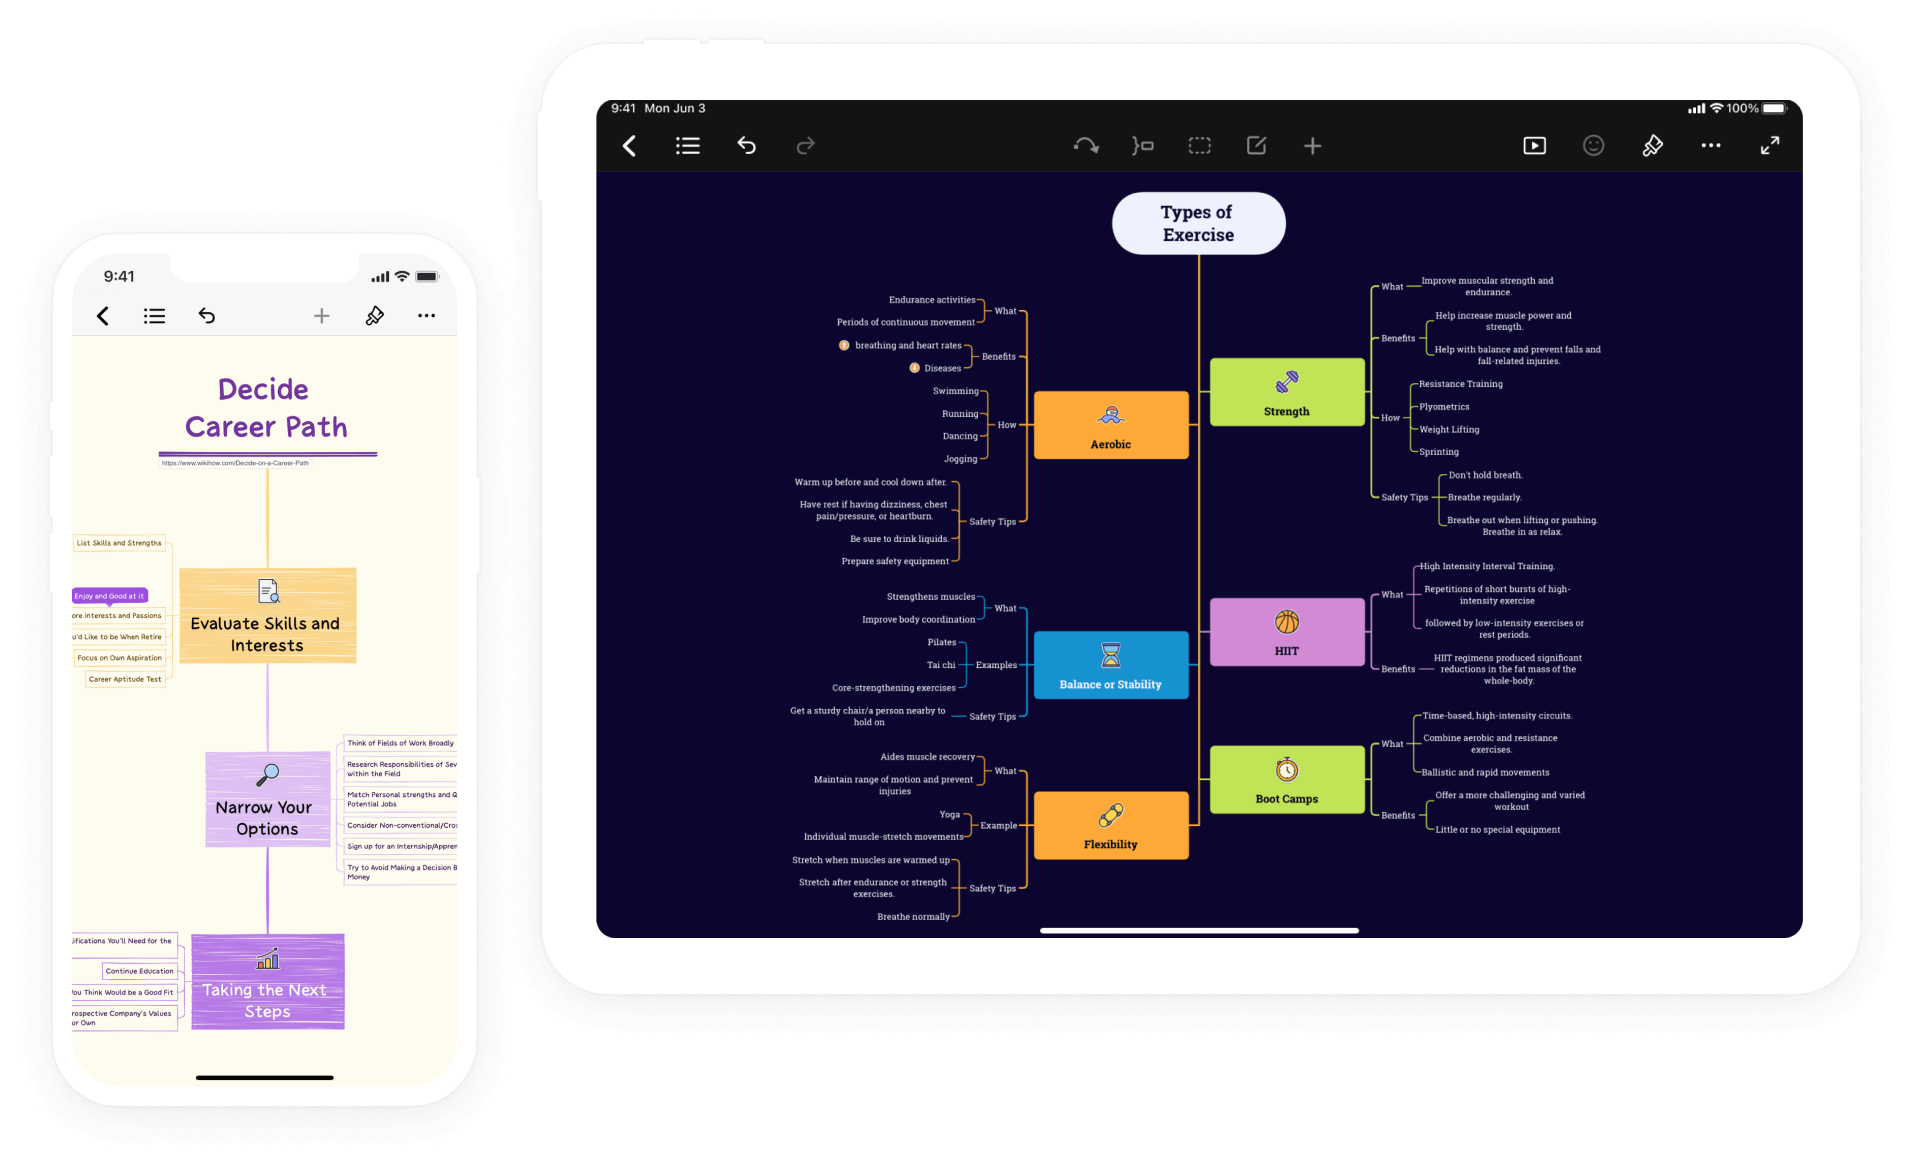 9:41
Decide
Career Path
https://www.wikihow.com/Decide-on-a-Career-Path
List Skills and Strengths
Enjoy and Good at it
ore interests and Passions
u'd Like to be When Retire
Focus on Own Aspiration
Career Aptitude Test
Evaluate Skills and
Interests
Think of Fields of Work Broadly
Research Responsibilities of Sev
within the Field
Match Personal strengths and Q
Potential Jobs
Consider Non-conventional/Cros
Sign up for an Internship/Appren
Try to Avoid Making a Decision B
Money
Narrow Your
Options
ifications You'll Need for the
Continue Education
You Think Would be a Good Fit
rospective Company's Values
ur Own
Taking the Next
Steps
9:41 Mon Jun 3
100%
Types of
Exercise
Endurance activities
Periods of continuous movement
What
breathing and heart rates
Diseases
Benefits
Swimming
Running
Dancing
Jogging
How
Warm up before and cool down after.
Have rest if having dizziness, chest
pain/pressure, or heartburn.
Be sure to drink liquids.
Prepare safety equipment
Safety Tips
Aerobic
Strengthens muscles
Improve body coordination
What
Pilates
Tai chi
Core-strengthening exercises
Examples
Get a sturdy chair/a person nearby to
hold on
Safety Tips
Balance or Stability
Aides muscle recovery
Maintain range of motion and prevent
injuries
What
Yoga
Individual muscle-stretch movements
Example
Stretch when muscles are warmed up
Stretch after endurance or strength
exercises.
Breathe normally
Safety Tips
Flexibility
Strength
What
Improve muscular strength and
endurance.
Benefits
Help increase muscle power and
strength.
Help with balance and prevent falls and
fall-related injuries.
How
Resistance Training
Plyometrics
Weight Lifting
Sprinting
Safety Tips
Don't hold breath.
Breathe regularly.
Breathe out when lifting or pushing.
Breathe in as relax.
HIIT
What
High Intensity Interval Training.
Repetitions of short bursts of high-
intensity exercise
followed by low-intensity exercises or
rest periods.
Benefits
HIIT regimens produced significant
reductions in the fat mass of the
whole-body.
Boot Camps
What
Time-based, high-intensity circuits.
Combine aerobic and resistance
exercises.
Ballistic and rapid movements
Benefits
Offer a more challenging and varied
workout
Little or no special equipment